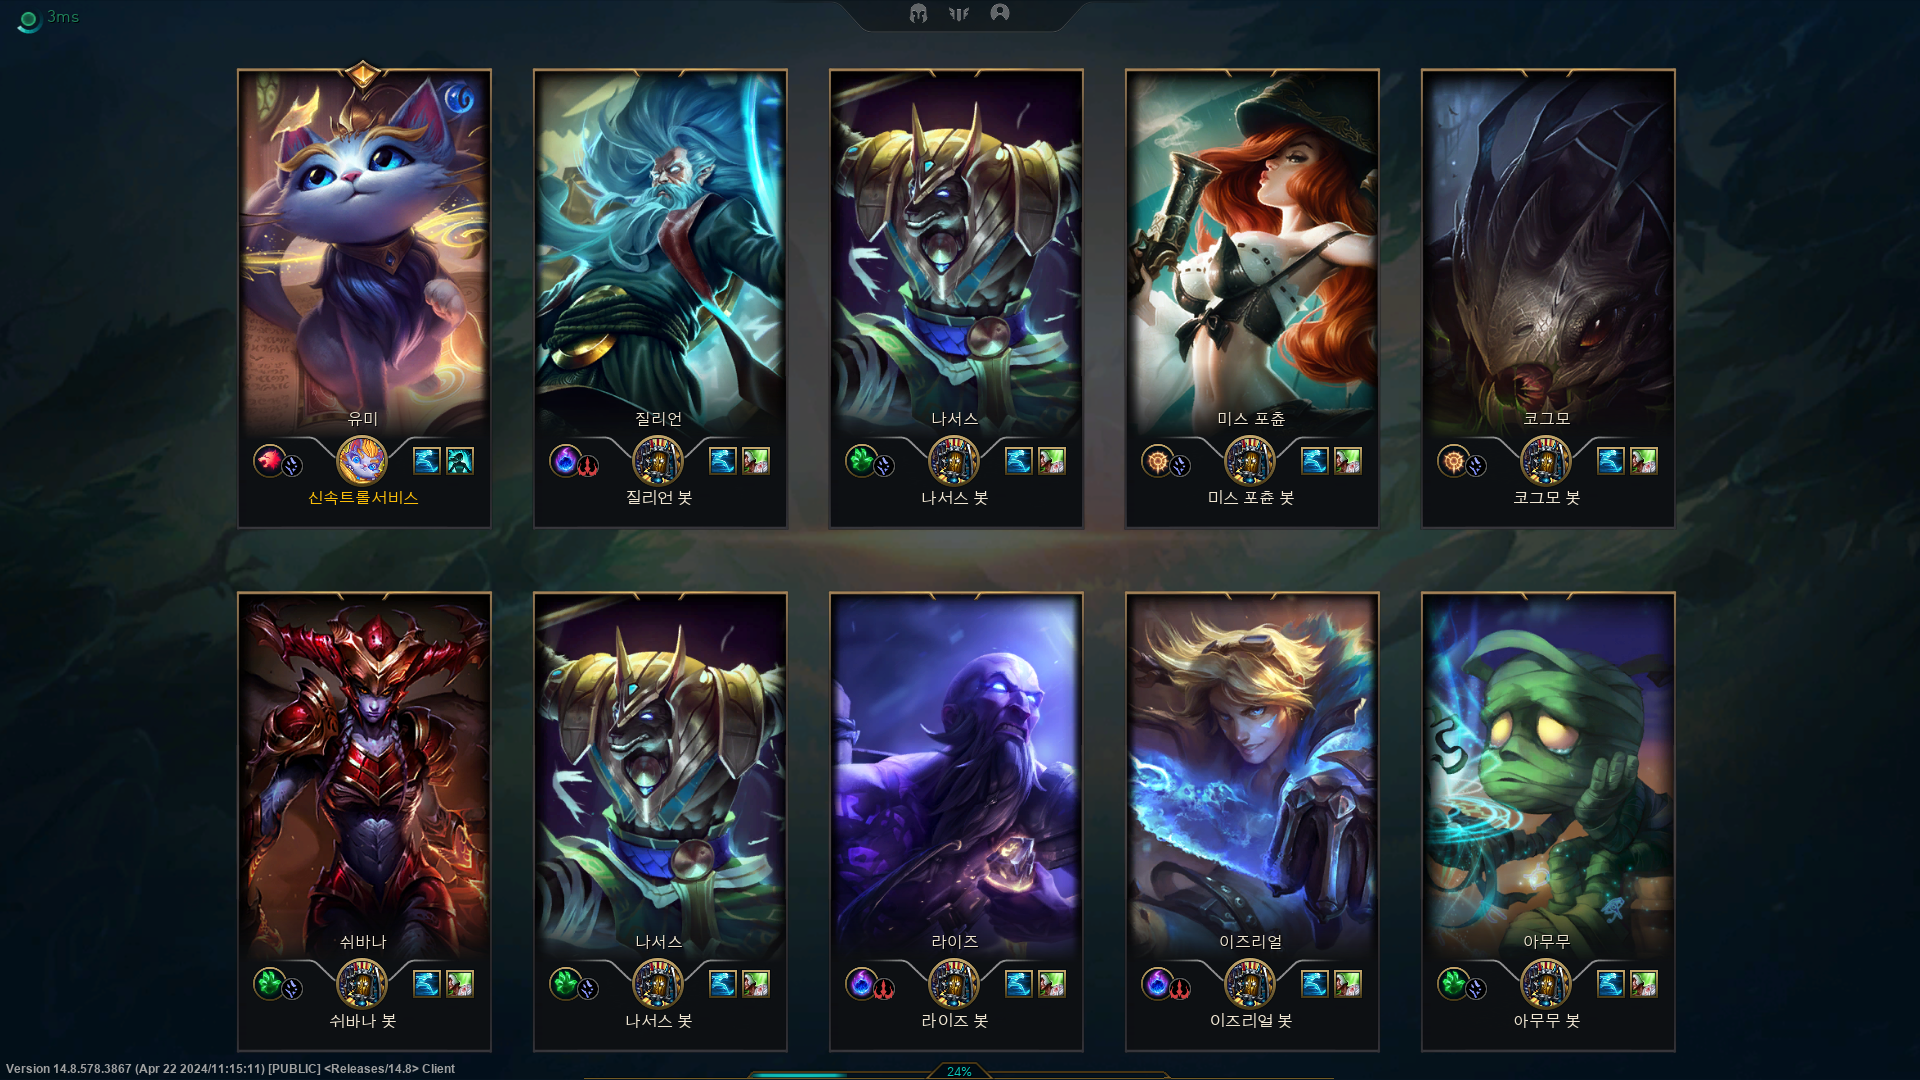 3ms
유미
신속트롤서비스
질리언
질리언 봇
나서스
나서스 봇
미스 포츈
미스 포츈 봇
코그모
코그모 봇
쉬바나
쉬바나 봇
나서스
나서스 봇
라이즈
라이즈 봇
이즈리얼
이즈리얼 봇
아무무
아무무 봇
Version 14.8.578.3867 (Apr 22 2024/11:15:11) [PUBLIC] <Releases/14.8> Client
24%